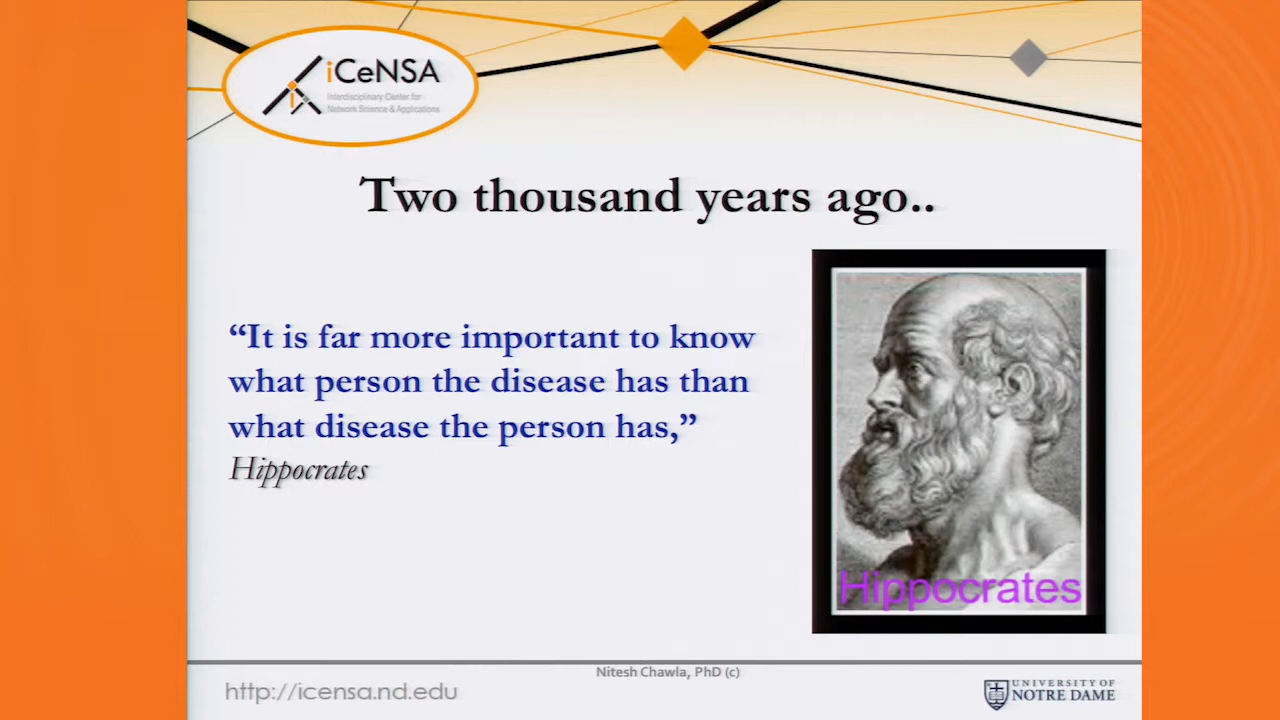 iCeNSA
Interdisciplinary Center for
Network Science & Applications
Two thousand years ago..
“It is far more important to know
what person the disease has than
what disease the person has,”
Hippocrates
Hippocrates
Nitesh Chawla, PhD (c)
http://icensa.nd.edu
UNIVERSITY OF
NOTRE DAME